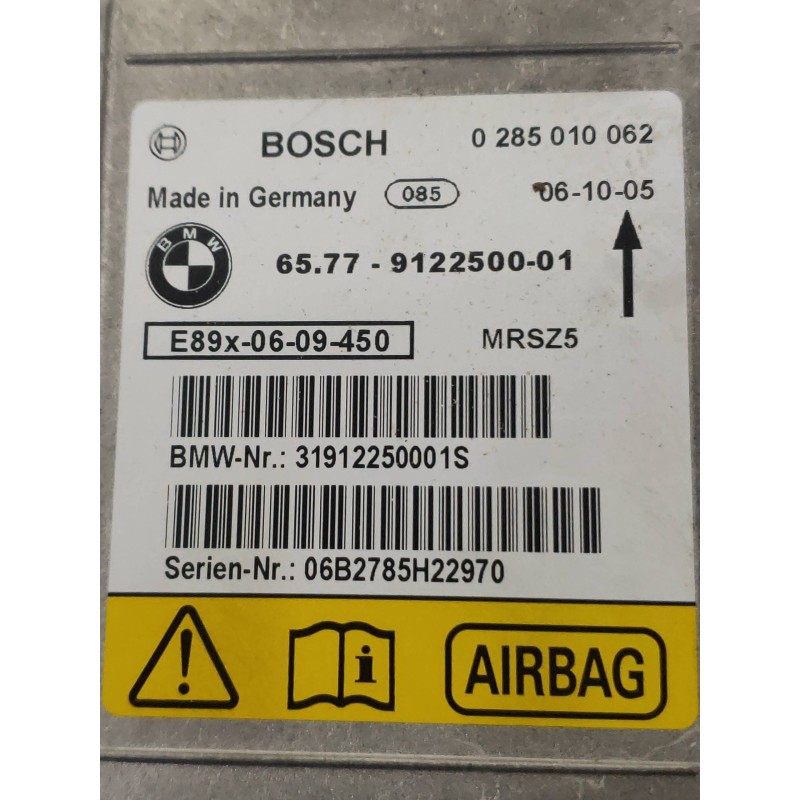 BOSCH 0 285 010 062
Made in Germany 085 06-10-05
BMW
65.77 - 9122500-01
E89x-06-09-450 MRSZ5
BMW-Nr.: 31912250001S
Serien-Nr.: 06B2785H22970
AIRBAG